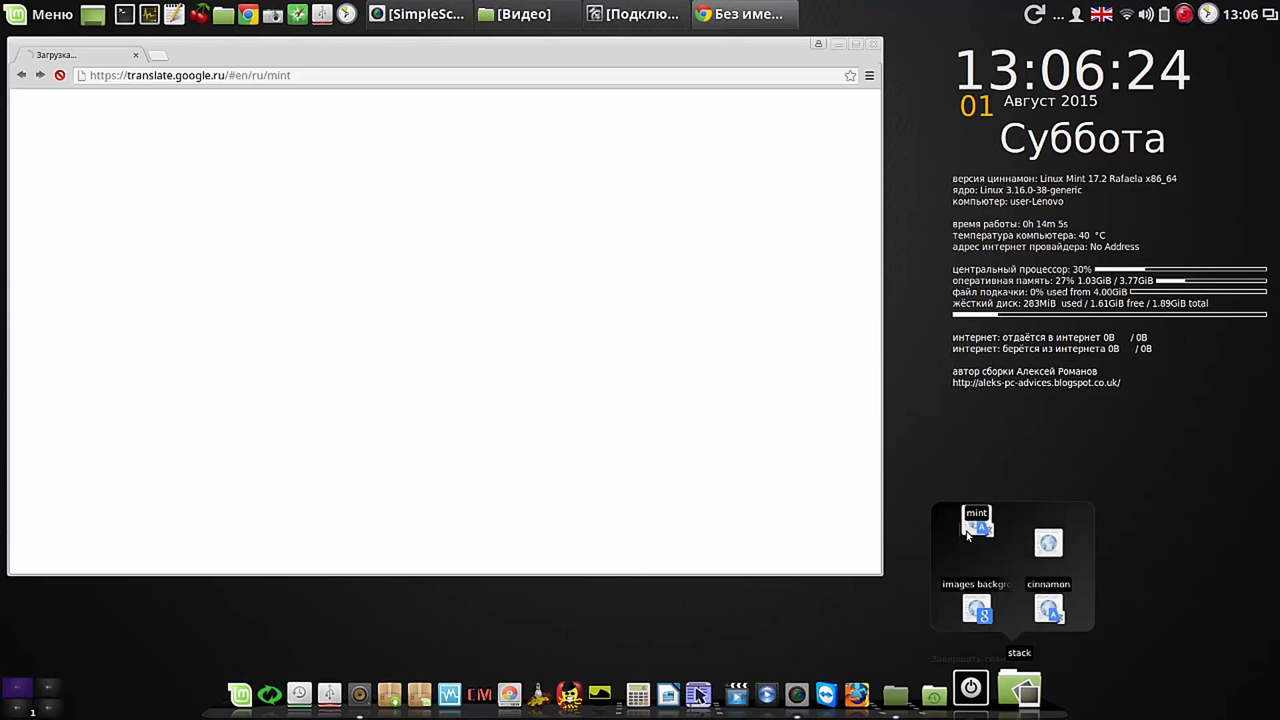 Меню
[SimpleSc...
[Видео]
[Подклю...
Без име...
...
13:06
Загрузка...
https://translate.google.ru/#en/ru/mint
13:06:24
01 Август 2015
Суббота
версия циннамон: Linux Mint 17.2 Rafaela x86_64
ядро: Linux 3.16.0-38-generic
компьютер: user-Lenovo
время работы: 0h 14m 5s
температура компьютера: 40 °C
адрес интернет провайдера: No Address
центральный процессор: 30%
оперативная память: 27% 1.03GiB / 3.77GiB
файл подкачки: 0% used from 4.00GiB
жёсткий диск: 283MiB used / 1.61GiB free / 1.89GiB total
интернет: отдаётся в интернет 0B / 0B
интернет: берётся из интернета 0B / 0B
автор сборки Алексей Романов
http://aleks-pc-advices.blogspot.co.uk/
mint
images backgro
cinnamon
stack
Завершить сеан
1